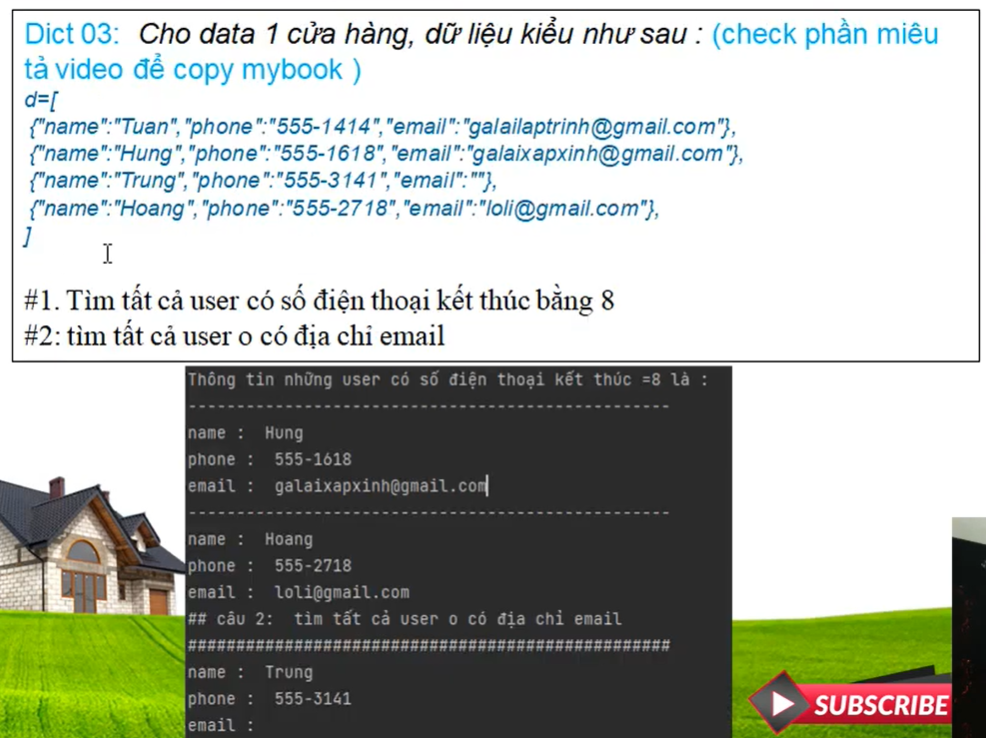 Dict 03: Cho data 1 cửa hàng, dữ liệu kiểu như sau : (check phần miêu
tả video để copy mybook )
d=[
{"name":"Tuan","phone":"555-1414","email":"galailaptrinh@gmail.com"},
{"name":"Hung","phone":"555-1618","email":"galaixapxinh@gmail.com"},
{"name":"Trung","phone":"555-3141","email":""},
{"name":"Hoang","phone":"555-2718","email":"loli@gmail.com"},
]
#1. Tìm tất cả user có số điện thoại kết thúc bằng 8
#2: tìm tất cả user o có địa chỉ email
Thông tin những user có số điện thoại kết thúc =8 là :
--------------------------------------------------
name :  Hung
phone :  555-1618
email :  galaixapxinh@gmail.com
--------------------------------------------------
name :  Hoang
phone :  555-2718
email :  loli@gmail.com
## câu 2:  tìm tất cả user o có địa chỉ email
##################################################
name :  Trung
phone :  555-3141
email :
SUBSCRIBE